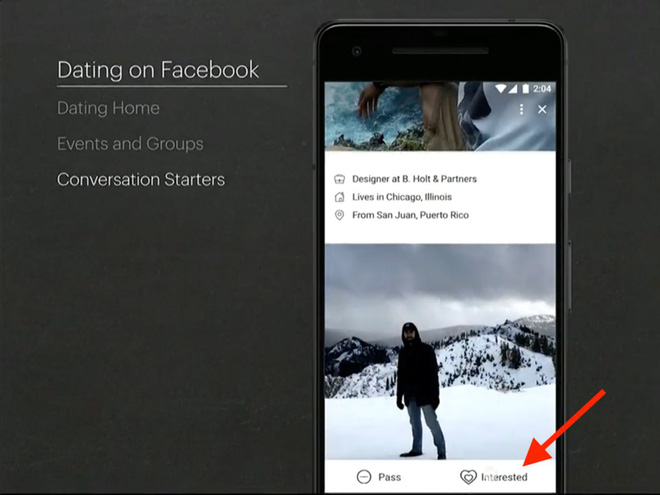 Dating on Facebook
Dating Home
Events and Groups
Conversation Starters
2:04
Designer at B. Holt & Partners
Lives in Chicago, Illinois
From San Juan, Puerto Rico
Pass
Interested